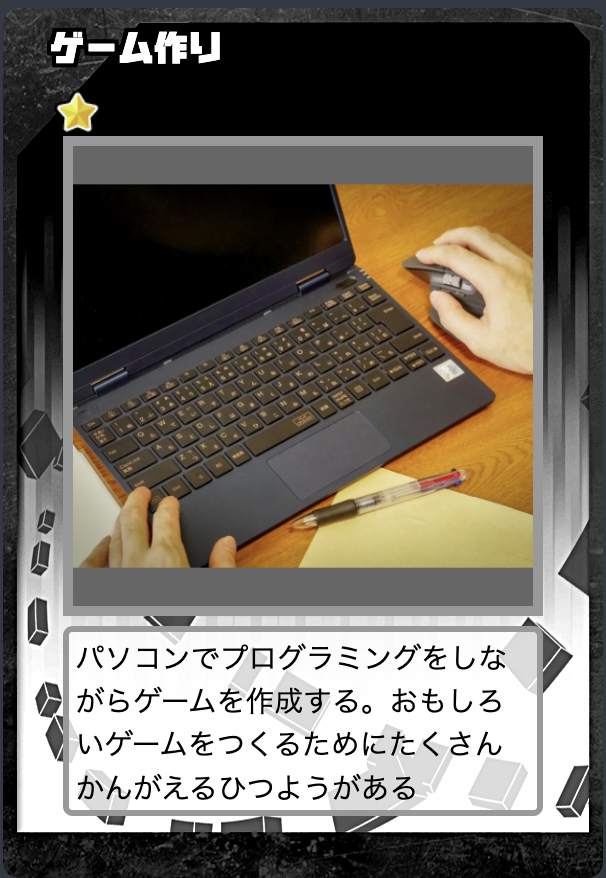 ゲーム作り
パソコンでプログラミングをしな
がらゲームを作成する。おもしろ
いゲームをつくるためにたくさん
かんがえるひつようがある